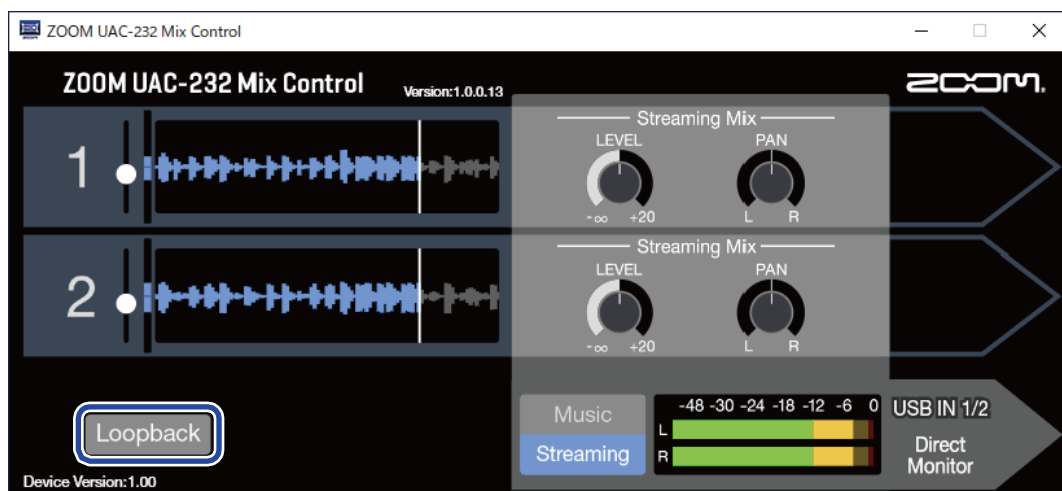 ZOOM UAC-232 Mix Control
ZOOM UAC-232 Mix Control
Version:1.0.0.13
ZOOM.
1
Streaming Mix
LEVEL
PAN
-∞
+20
L
R
2
Streaming Mix
LEVEL
PAN
-∞
+20
L
R
Loopback
Music
Streaming
-48 -30 -24 -18 -12 -6 0
L
R
USB IN 1/2
Direct
Monitor
Device Version:1.00